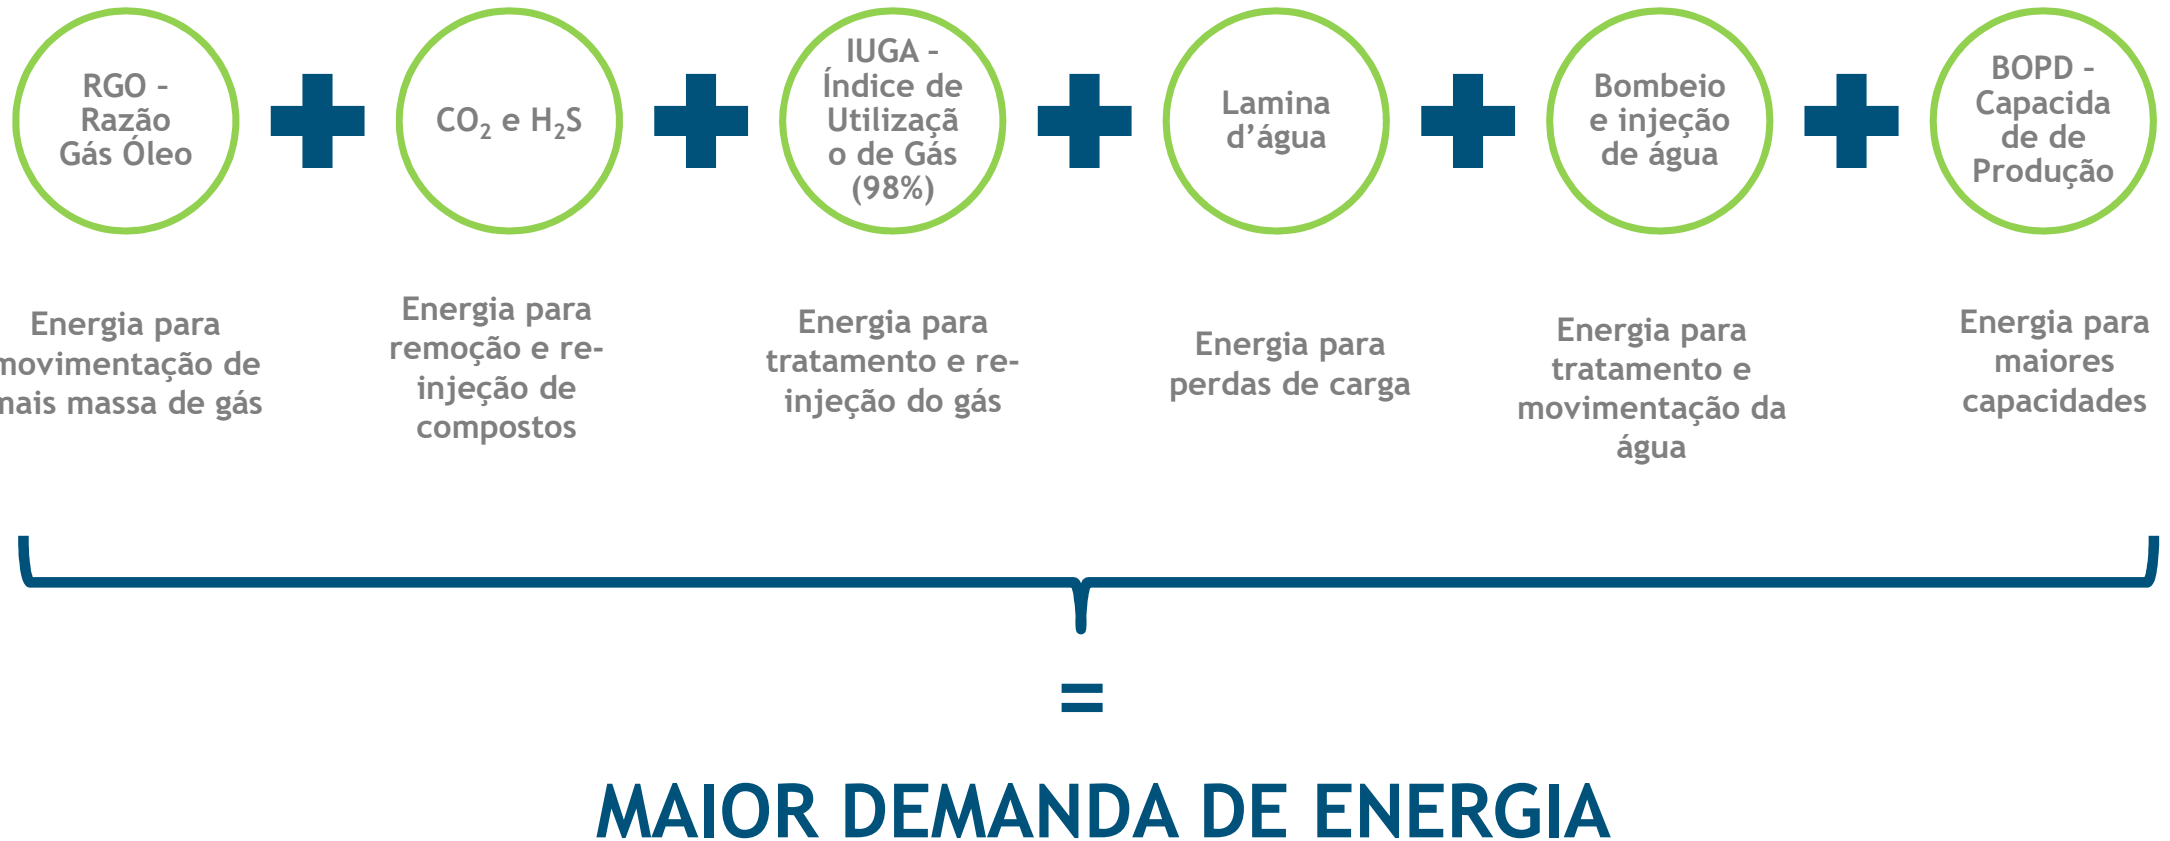 RGO –
Razão
Gás Óleo
CO₂ e H₂S
IUGA –
Índice de
Utilizaçã
o de Gás
(98%)
Lamina
d’água
Bombeio
e injeção
de água
BOPD –
Capacida
de de
Produção
Energia para
movimentação de
mais massa de gás
Energia para
remoção e re-
injeção de
compostos
Energia para
tratamento e re-
injeção do gás
Energia para
perdas de carga
Energia para
tratamento e
movimentação da
água
Energia para
maiores
capacidades
=
MAIOR DEMANDA DE ENERGIA